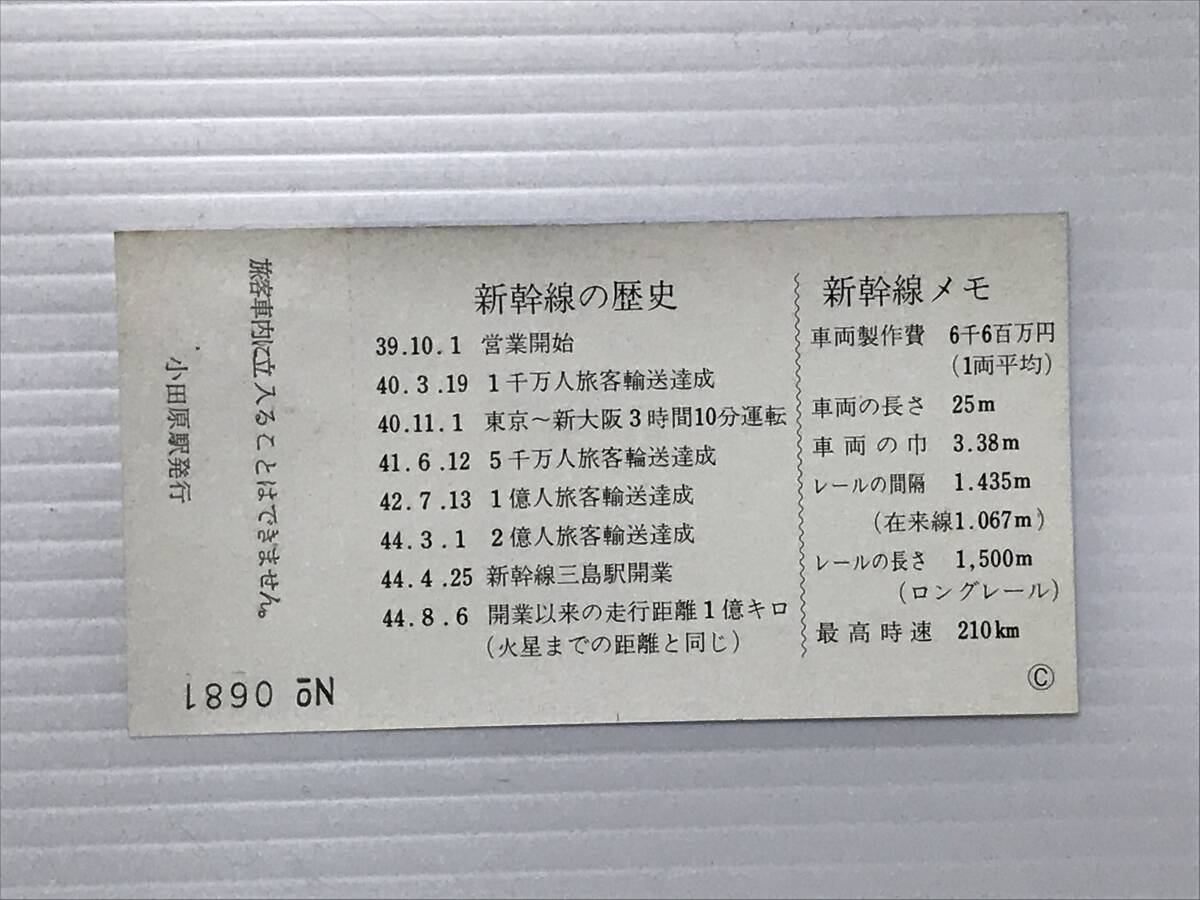 旅客車内に立入ることはできません。
小田原駅発行
№ 0681
新幹線の歴史
39.10.1 営業開始
40.3.19 1千万人旅客輸送達成
40.11.1 東京〜新大阪3時間10分運転
41.6.12 5千万人旅客輸送達成
42.7.13 1億人旅客輸送達成
44.3.1 2億人旅客輸送達成
44.4.25 新幹線三島駅開業
44.8.6 開業以来の走行距離1億キロ
(火星までの距離と同じ)
新幹線メモ
車両製作費 6千6百万円
(1両平均)
車両の長さ 25m
車両の巾 3.38m
レールの間隔 1.435m
(在来線1.067m)
レールの長さ 1,500m
(ロングレール)
最高時速 210km
©